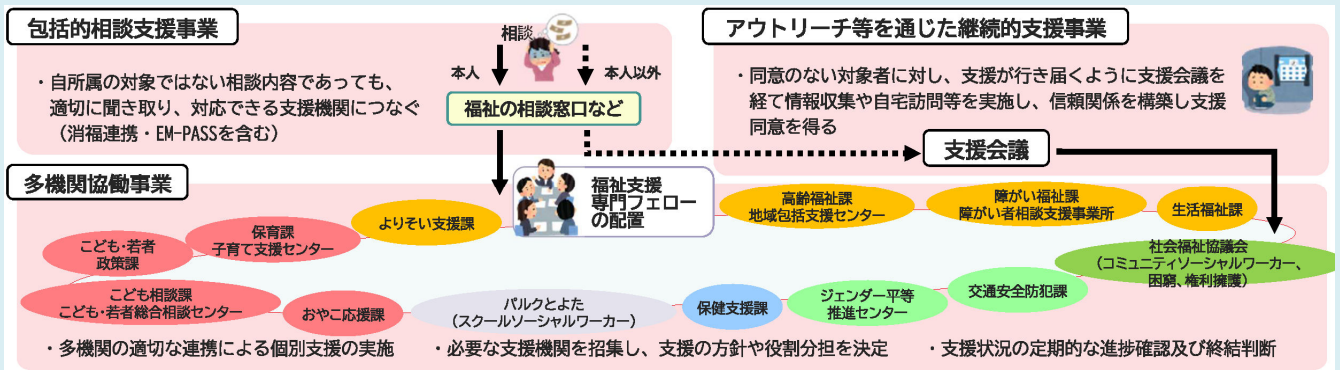 包括的相談支援事業
・自所属の対象ではない相談内容であっても、
適切に聞き取り、対応できる支援機関につなぐ
（消福連携・EM-PASSを含む）
相談
本人
本人以外
福祉の相談窓口など
アウトリーチ等を通じた継続的支援事業
・同意のない対象者に対し、支援が行き届くように支援会議を
経て情報収集や自宅訪問等を実施し、信頼関係を構築し支援
同意を得る
支援会議
多機関協働事業
福祉支援
専門フェロー
の配置
高齢福祉課
地域包括支援センター
障がい福祉課
障がい者相談支援事業所
生活福祉課
よりそい支援課
保育課
子育て支援センター
こども・若者
政策課
社会福祉協議会
（コミュニティソーシャルワーカー、
困窮、権利擁護）
こども相談課
こども・若者総合相談センター
おやこ応援課
パルクとよた
（スクールソーシャルワーカー）
保健支援課
ジェンダー平等
推進センター
交通安全防犯課
・多機関の適切な連携による個別支援の実施
・必要な支援機関を招集し、支援の方針や役割分担を決定
・支援状況の定期的な進捗確認及び終結判断